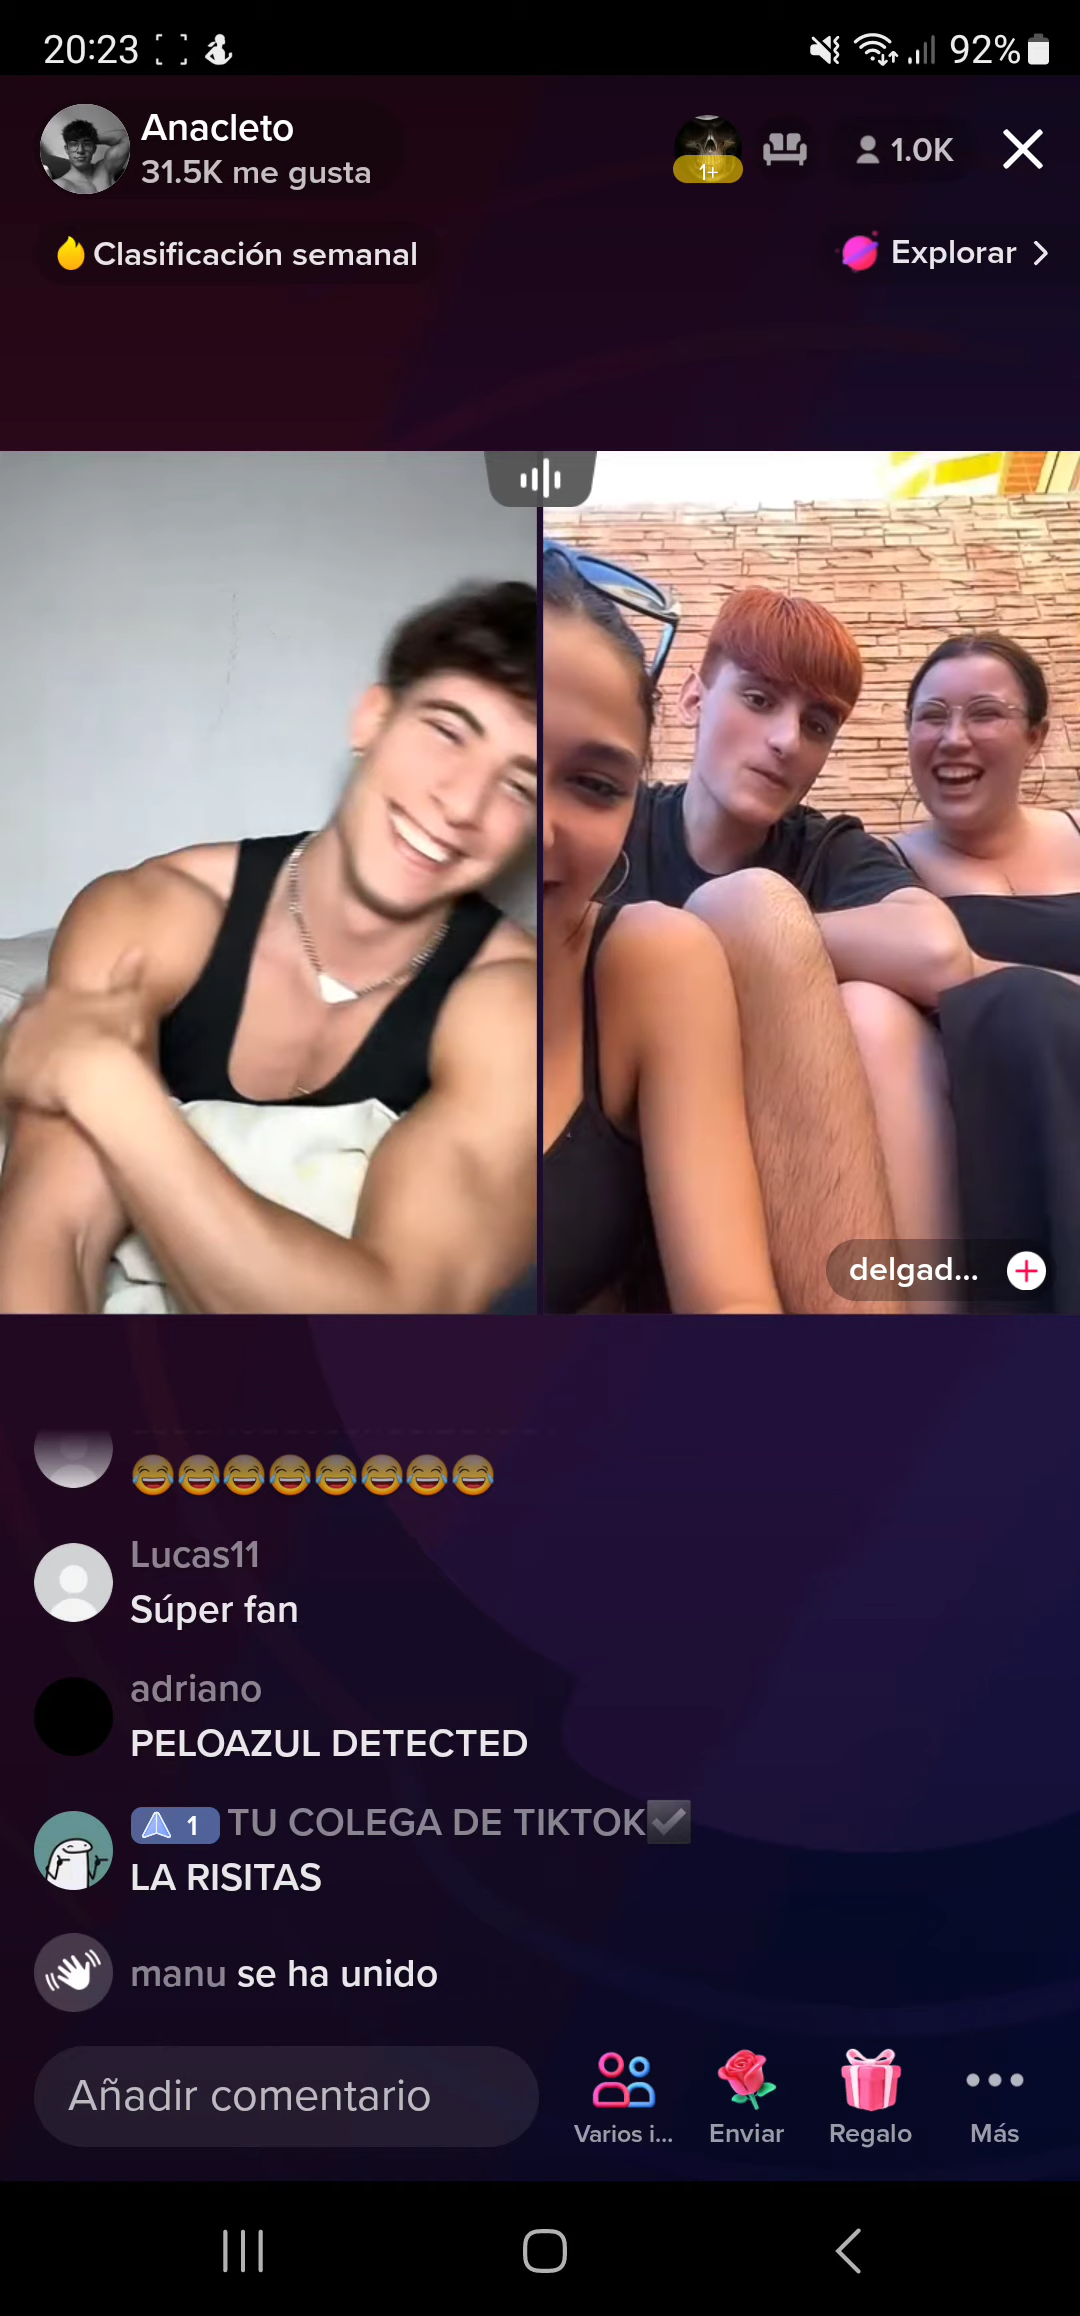 20:23
92%
Anacleto
31.5K me gusta
1+
1.0K
Clasificación semanal
Explorar
delgad...
😂😂😂😂😂😂😂😂
Lucas11
Súper fan
adriano
PELOAZUL DETECTED
1 TU COLEGA DE TIKTOK
LA RISITAS
manu se ha unido
Añadir comentario
Varios i...
Enviar
Regalo
Más